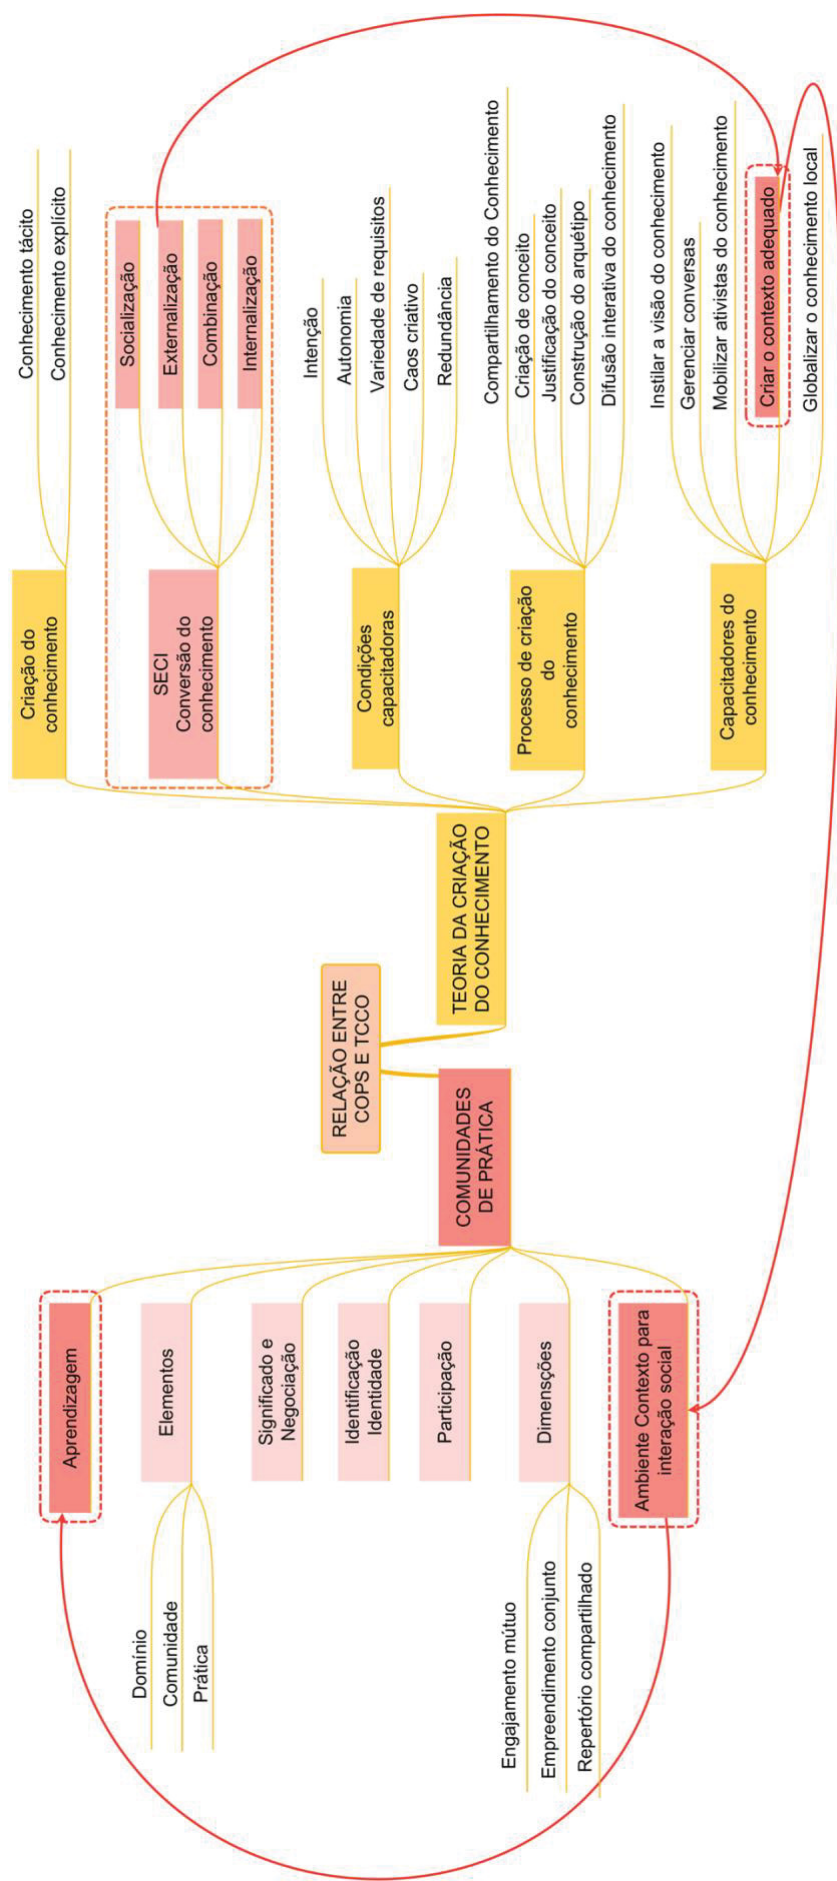 RELAÇÃO ENTRE
COPS E TCCO
COMUNIDADES
DE PRÁTICA
Aprendizagem
Elementos
Domínio
Comunidade
Prática
Significado e
Negociação
Identificação
Identidade
Participação
Dimensções
Engajamento mútuo
Empreendimento conjunto
Repertório compartilhado
Ambiente Contexto para
interação social
TEORIA DA CRIAÇÃO
DO CONHECIMENTO
Criação do
conhecimento
Conhecimento tácito
Conhecimento explícito
SECI
Conversão do
conhecimento
Socialização
Externalização
Combinação
Internalização
Condições
capacitadoras
Intenção
Autonomia
Variedade de requisitos
Caos criativo
Redundância
Processo de criação
do
conhecimento
Compartilhamento do Conhecimento
Criação de conceito
Justificação do conceito
Construção do arquétipo
Difusão interativa do conhecimento
Capacitadores do
conhecimento
Instilar a visão do conhecimento
Gerenciar conversas
Mobilizar ativistas do conhecimento
Criar o contexto adequado
Globalizar o conhecimento local